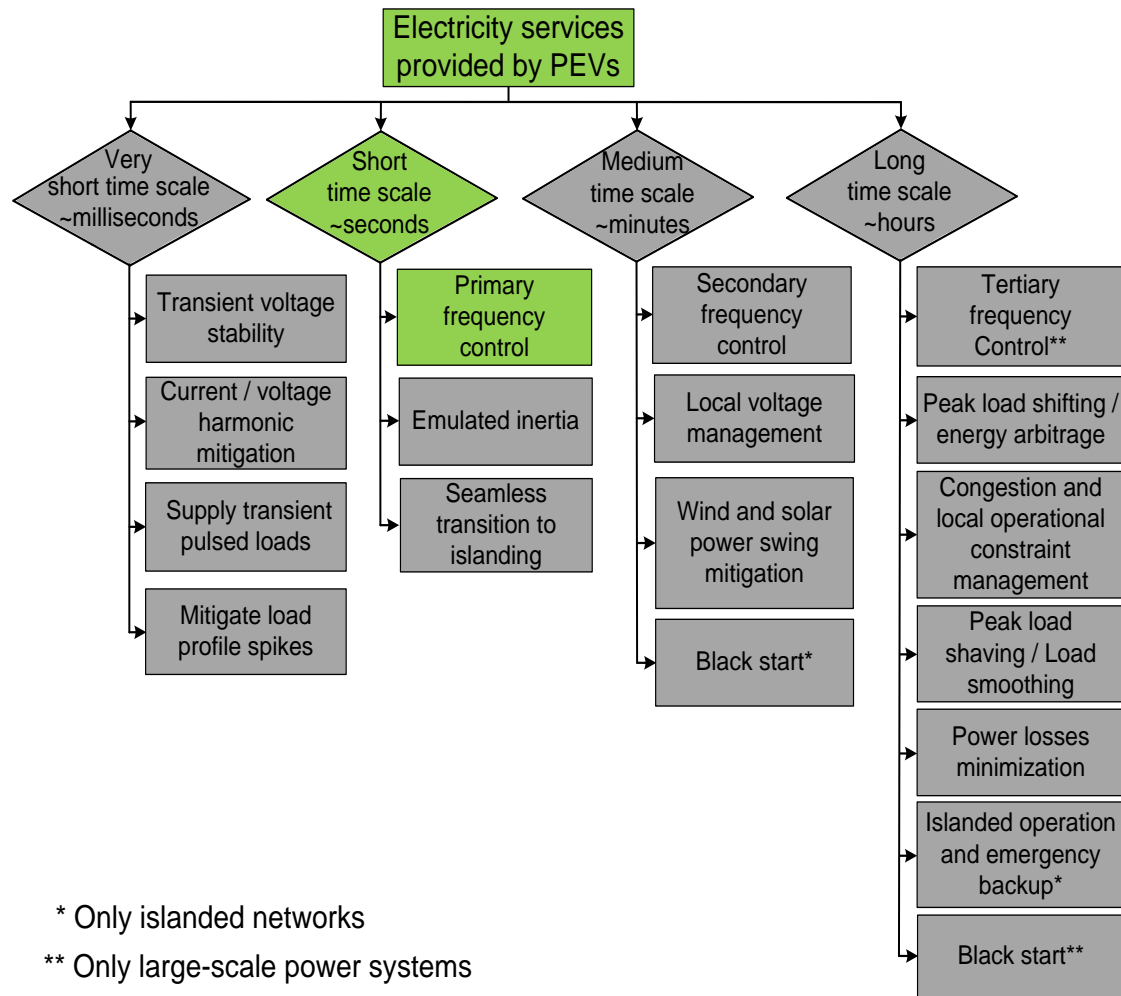 Electricity services
provided by PEVs
Very
short time scale
~milliseconds
Short
time scale
~seconds
Medium
time scale
~minutes
Long
time scale
~hours
Transient voltage
stability
Current / voltage
harmonic
mitigation
Supply transient
pulsed loads
Mitigate load
profile spikes
Primary
frequency
control
Emulated inertia
Seamless
transition to
islanding
Secondary
frequency
control
Local voltage
management
Wind and solar
power swing
mitigation
Black start*
Tertiary
frequency
Control**
Peak load shifting /
energy arbitrage
Congestion and
local operational
constraint
management
Peak load
shaving / Load
smoothing
Power losses
minimization
Islanded operation
and emergency
backup*
Black start**
* Only islanded networks
** Only large-scale power systems